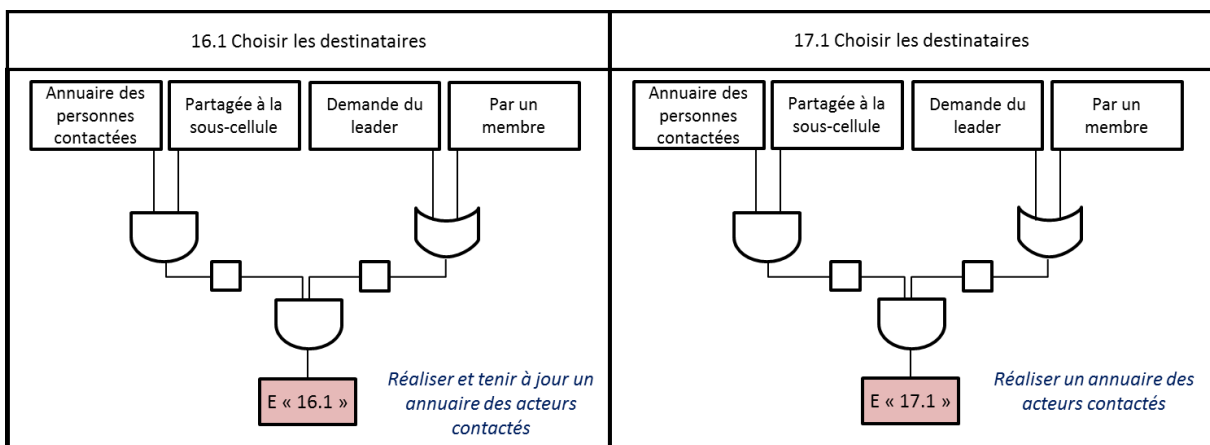 16.1 Choisir les destinataires
17.1 Choisir les destinataires
Annuaire des
personnes
contactées
Partagée à la
sous-cellule
Demande du
leader
Par un
membre
Annuaire des
personnes
contactées
Partagée à la
sous-cellule
Demande du
leader
Par un
membre
E « 16.1 »
Réaliser et tenir à jour un
annuaire des acteurs
contactés
E « 17.1 »
Réaliser un annuaire des
acteurs contactés